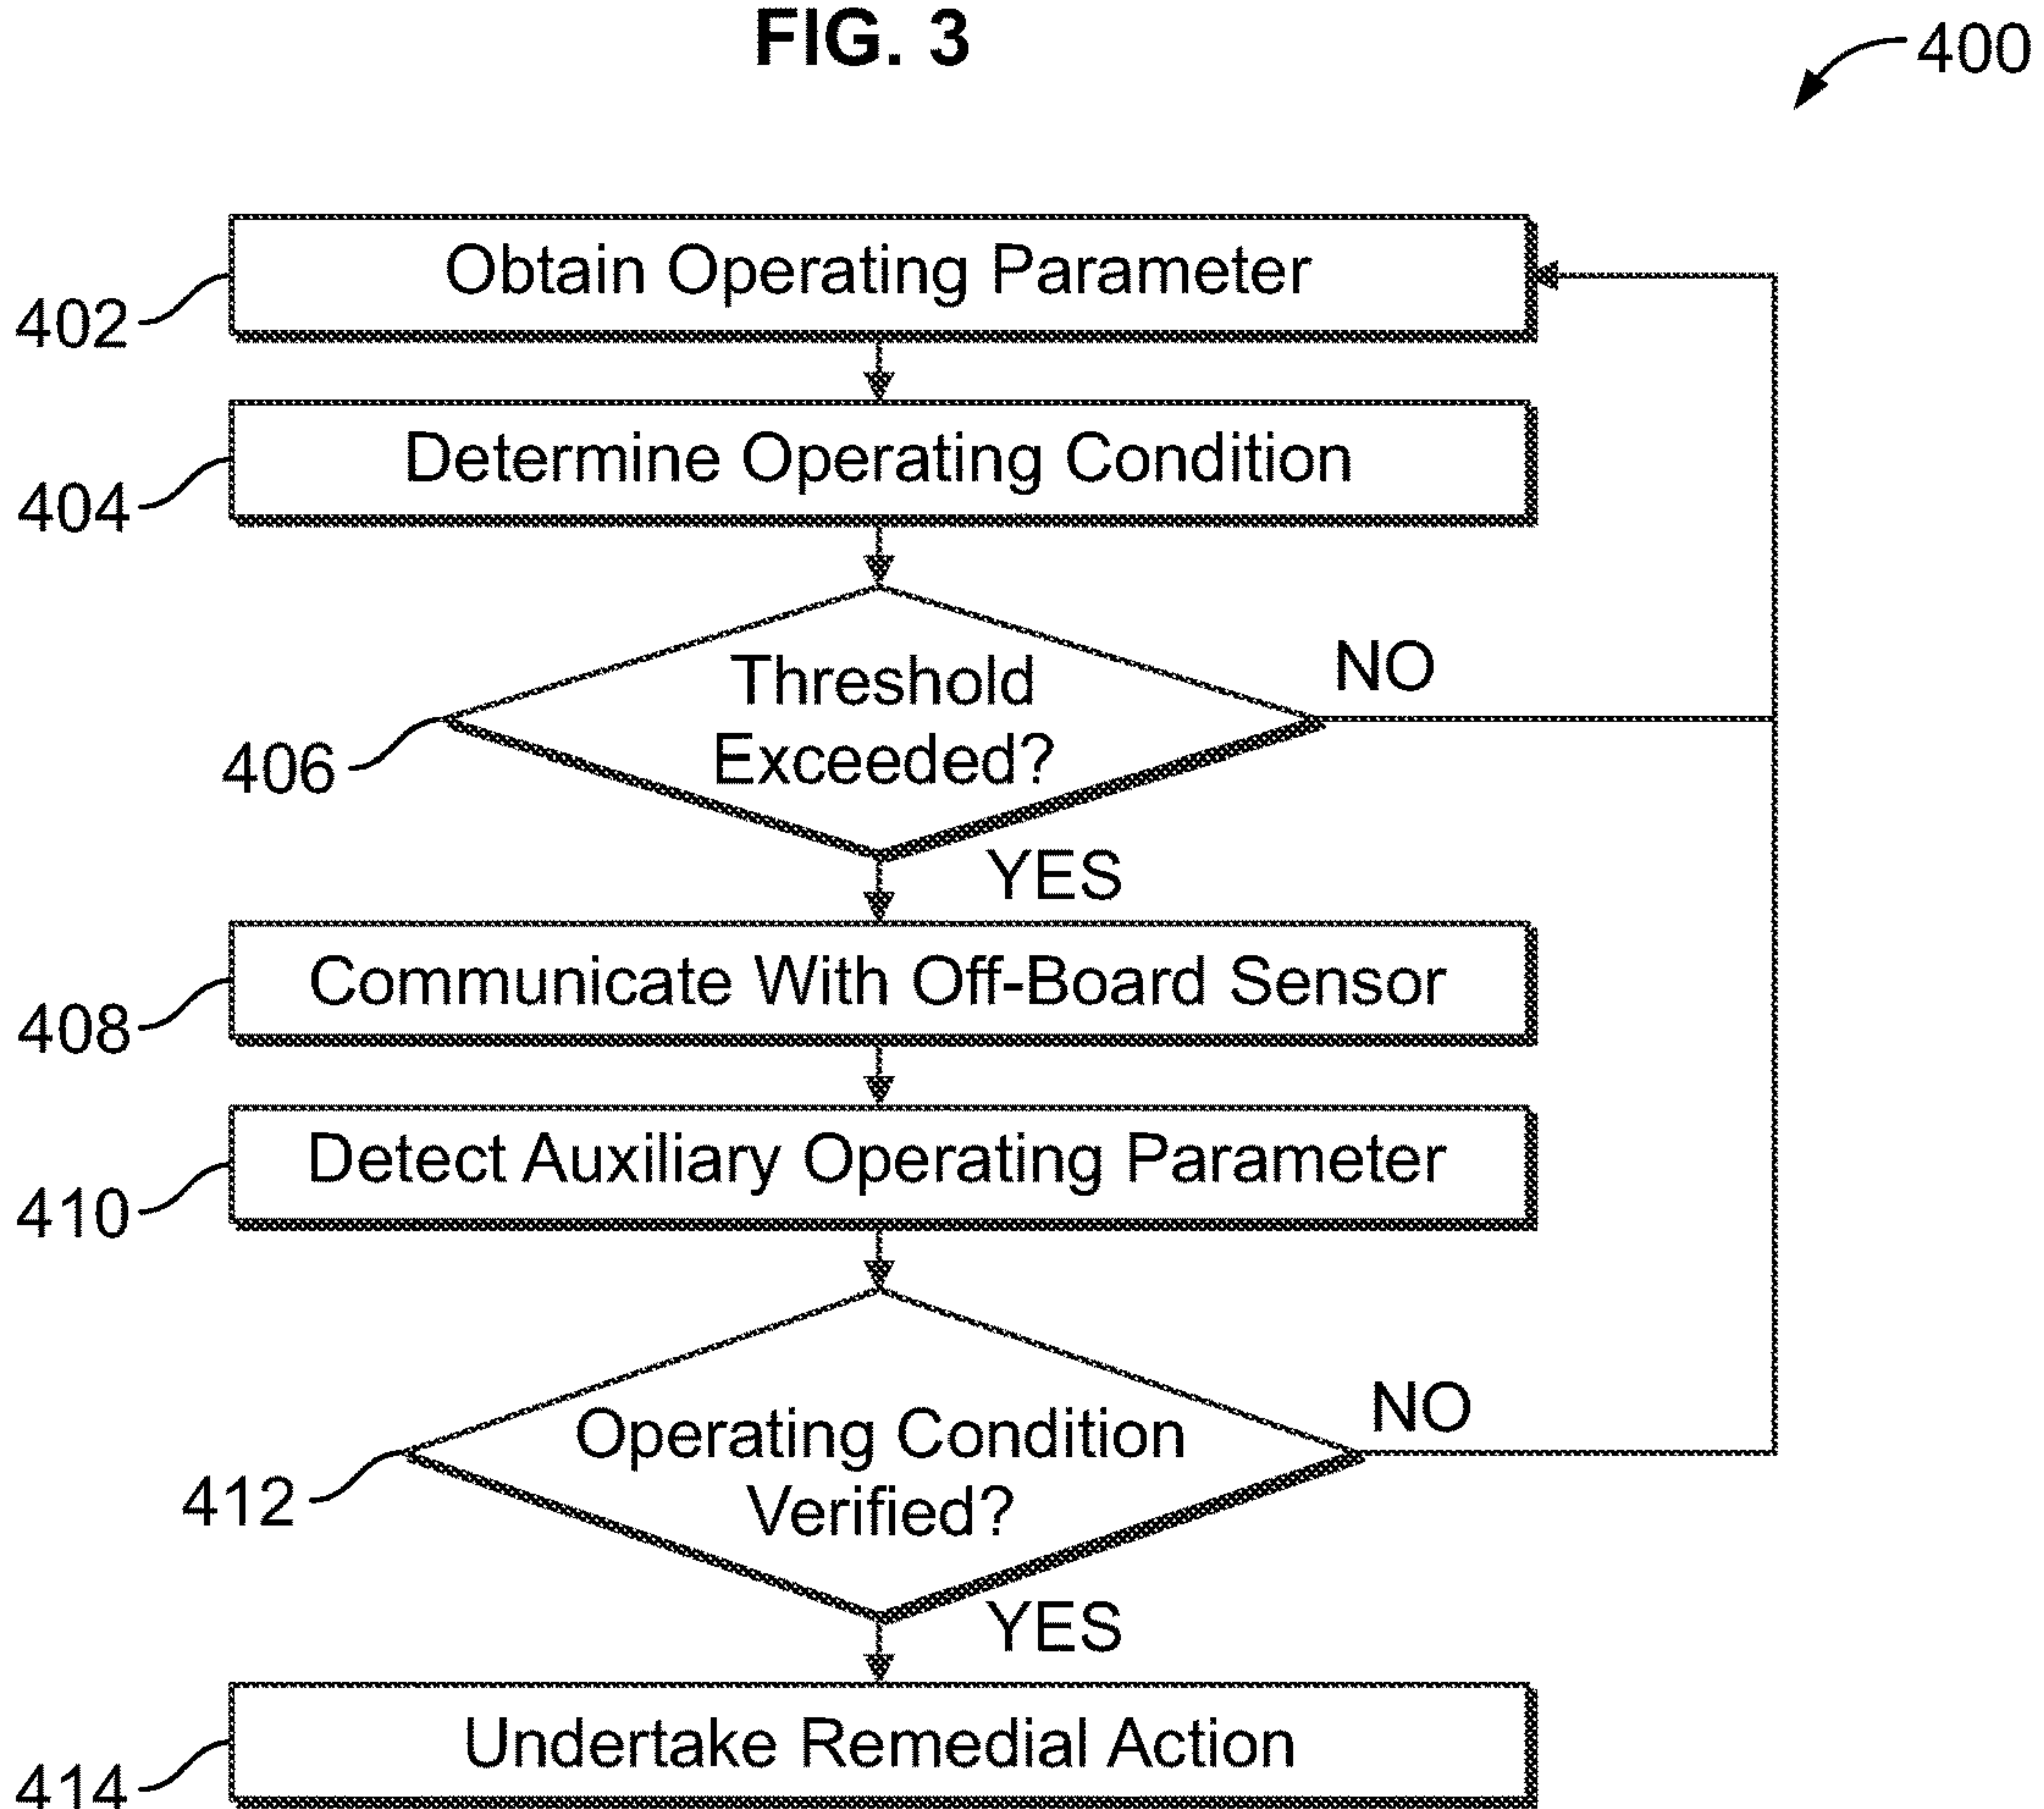 FIG. 3
400
Obtain Operating Parameter
402
Determine Operating Condition
404
Threshold
Exceeded?
NO
406
YES
Communicate With Off-Board Sensor
408
Detect Auxiliary Operating Parameter
410
Operating Condition
Verified?
NO
412
YES
Undertake Remedial Action
414